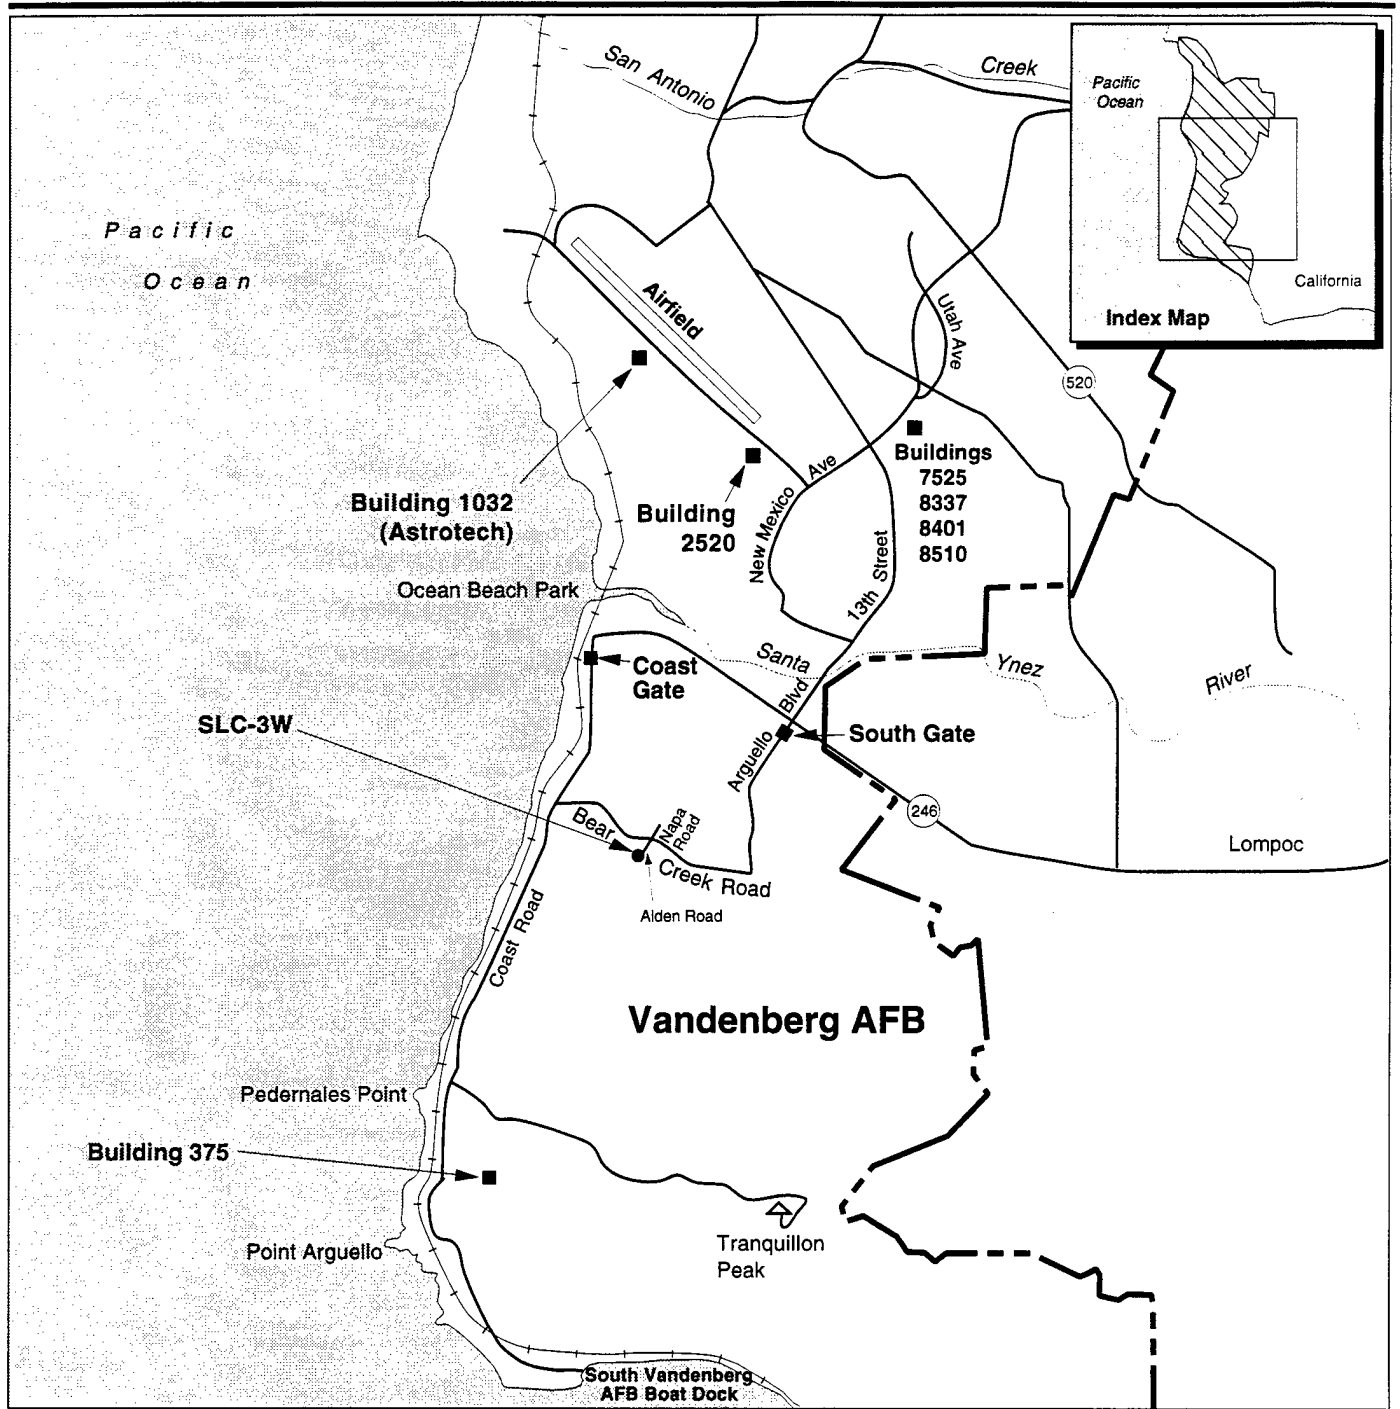 San Antonio
Creek
Pacific
Ocean
California
Index Map
Pacific
Ocean
Airfield
Utah Ave
520
Building 1032
(Astrotech)
Building
2520
New Mexico
Ave
Buildings
7525
8337
8401
8510
13th Street
Ocean Beach Park
Coast
Gate
Santa
Ynez
River
SLC-3W
Arguello
Blvd
South Gate
246
Lompoc
Bear
Creek Road
Napa
Road
Alden Road
Coast Road
Vandenberg AFB
Pedernales Point
Building 375
Point Arguello
Tranquillon
Peak
South Vandenberg
AFB Boat Dock